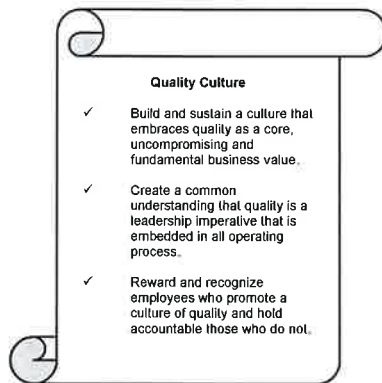 Quality Culture
✓ Build and sustain a culture that
embraces quality as a core,
uncompromising and
fundamental business value.
✓ Create a common
understanding that quality is a
leadership imperative that is
embedded in all operating
process.
✓ Reward and recognize
employees who promote a
culture of quality and hold
accountable those who do not.